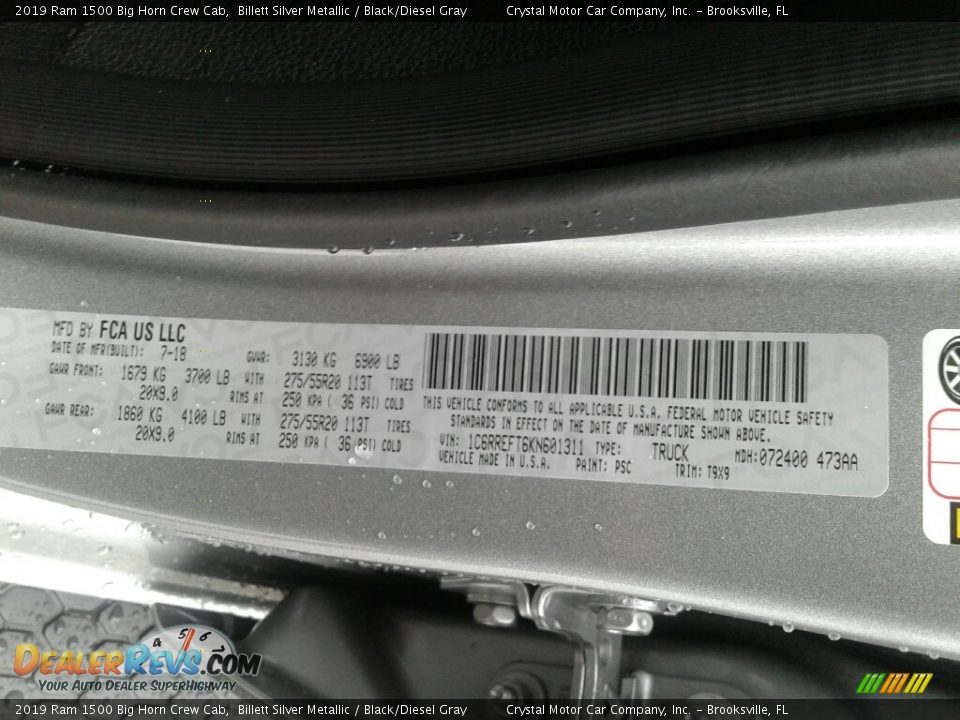 2019 Ram 1500 Big Horn Crew Cab,  Billett Silver Metallic / Black/Diesel Gray    Crystal Motor Car Company, Inc. - Brooksville, FL
MFD BY FCA US LLC
DATE OF MFR(BUILT): 7-18 GVWR: 3130 KG 6900 LB
GAWR FRONT: 1679 KG 3700 LB WITH 275/55R20 113T TIRES
20X9.0 RIMS AT 250 KPA ( 36 PSI) COLD
GAWR REAR: 1860 KG 4100 LB WITH 275/55R20 113T TIRES
20X9.0 RIMS AT 250 KPA ( 36 PSI) COLD
THIS VEHICLE CONFORMS TO ALL APPLICABLE U.S.A. FEDERAL MOTOR VEHICLE SAFETY
STANDARDS IN EFFECT ON THE DATE OF MANUFACTURE SHOWN ABOVE.
VIN: 1C6RREFT6KN601311 TYPE: TRUCK MDH:072400 473AA
VEHICLE MADE IN U.S.A. PAINT: PSC TRIM: T9X9
4 5 6
DEALERREVS.COM
YOUR AUTO DEALER SUPERHIGHWAY
2019 Ram 1500 Big Horn Crew Cab,  Billett Silver Metallic / Black/Diesel Gray    Crystal Motor Car Company, Inc. - Brooksville, FL